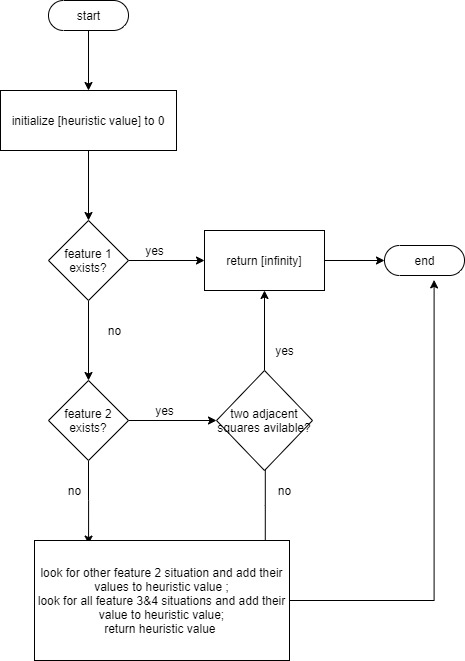 start
initialize [heuristic value] to 0
feature 1
exists?
yes
return [infinity]
end
no
yes
feature 2
exists?
yes
two adjacent
squares avilable?
no
no
look for other feature 2 situation and add their
values to heuristic value ;
look for all feature 3&4 situations and add their
value to heuristic value;
return heuristic value